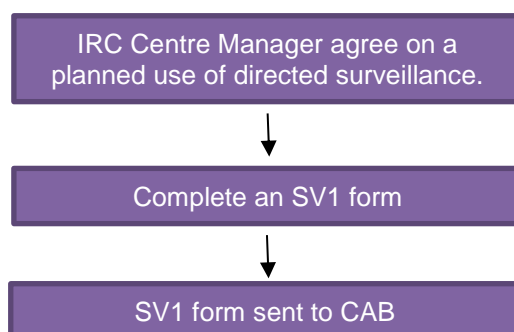 IRC Centre Manager agree on a
planned use of directed surveillance.
Complete an SV1 form
SV1 form sent to CAB